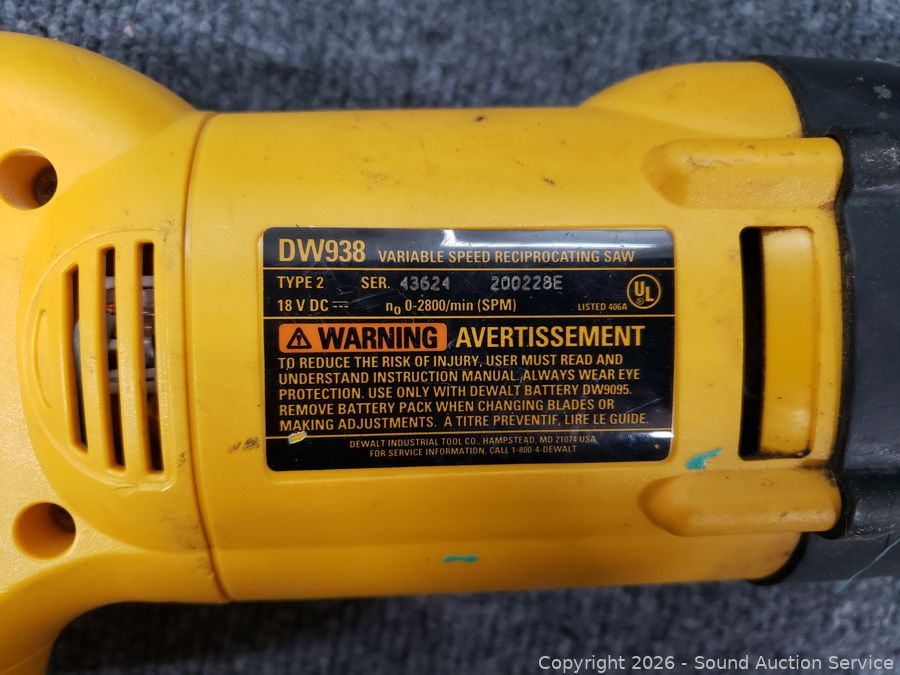 DW938 VARIABLE SPEED RECIPROCATING SAW
TYPE 2 SER. 43624 200228E
18 V DC n₀ 0-2800/min (SPM) LISTED 406A UL
WARNING AVERTISSEMENT
TO REDUCE THE RISK OF INJURY, USER MUST READ AND
UNDERSTAND INSTRUCTION MANUAL. ALWAYS WEAR EYE
PROTECTION. USE ONLY WITH DEWALT BATTERY DW9095.
REMOVE BATTERY PACK WHEN CHANGING BLADES OR
MAKING ADJUSTMENTS. A TITRE PRÉVENTIF, LIRE LE GUIDE.
DEWALT INDUSTRIAL TOOL CO., HAMPSTEAD, MD 21074 USA
FOR SERVICE INFORMATION, CALL 1-800-4-DEWALT
Copyright 2026 - Sound Auction Service